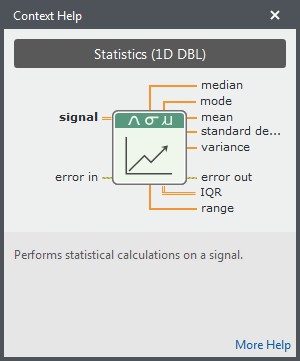 Context Help
Statistics (1D DBL)
median
mode
signal
mean
standard de...
variance
error in
error out
IQR
range
Performs statistical calculations on a signal.
More Help